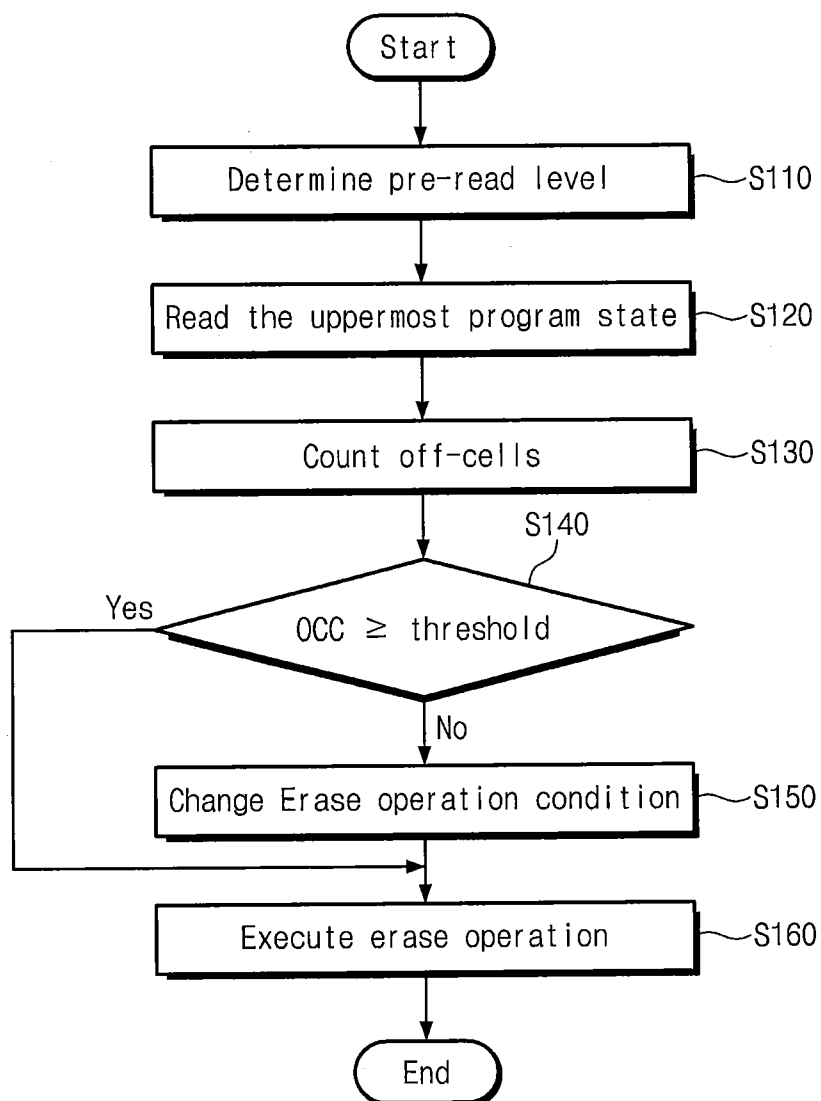 Start
Determine pre-read level
S110
Read the uppermost program state
S120
Count off-cells
S130
S140
Yes
OCC ≥ threshold
No
Change Erase operation condition
S150
Execute erase operation
S160
End